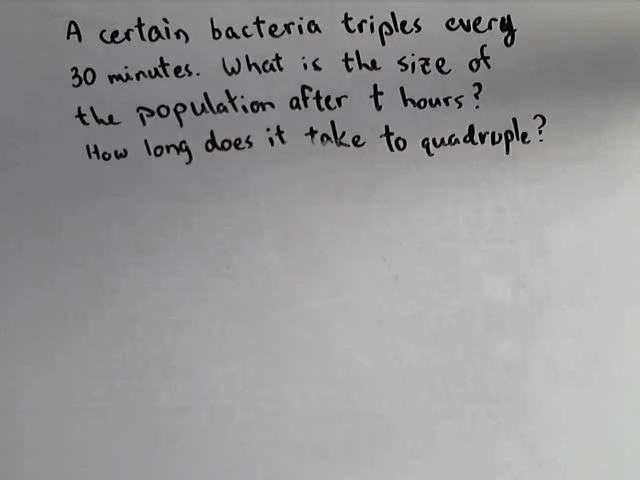 A certain bacteria triples every
30 minutes. What is the size of
the population after t hours?
How long does it take to quadruple?